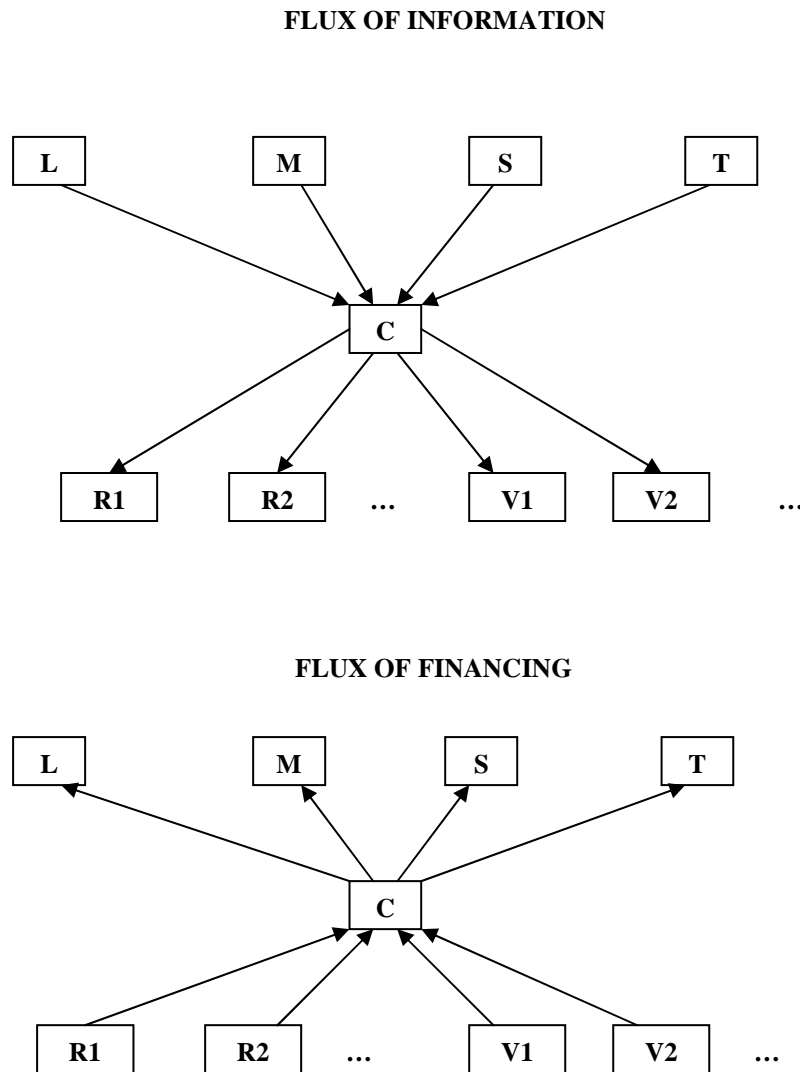 FLUX OF INFORMATION
L M S T
C
R1 R2 … V1 V2 …
FLUX OF FINANCING
L M S T
C
R1 R2 … V1 V2 …